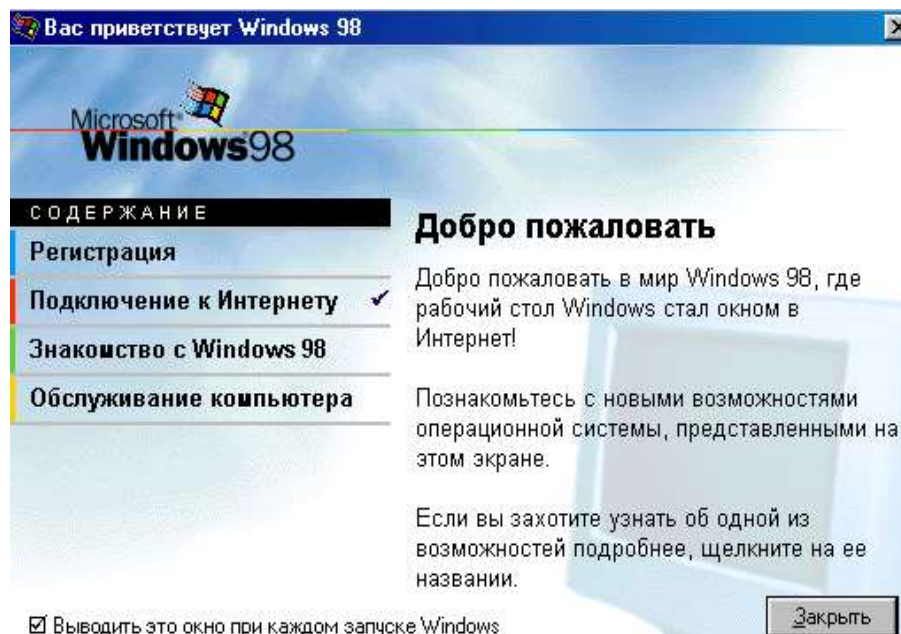 Вас приветствует Windows 98
Microsoft
Windows98
СОДЕРЖАНИЕ
Регистрация
Подключение к Интернету
Знакомство с Windows 98
Обслуживание компьютера
Добро пожаловать
Добро пожаловать в мир Windows 98, где
рабочий стол Windows стал окном в
Интернет!
Познакомьтесь с новыми возможностями
операционной системы, представленными на
этом экране.
Если вы захотите узнать об одной из
возможностей подробнее, щелкните на ее
названии.
Выводить это окно при каждом запуске Windows
Закрыть